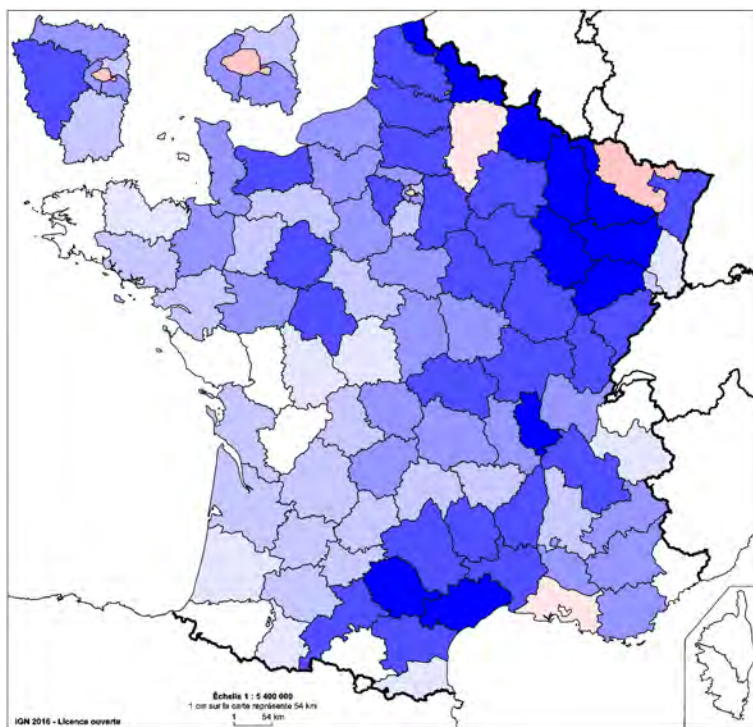 Échelle 1 : 5 400 000
1 cm sur la carte représente 54 km
1 54 km
IGN 2016 - Licence ouverte